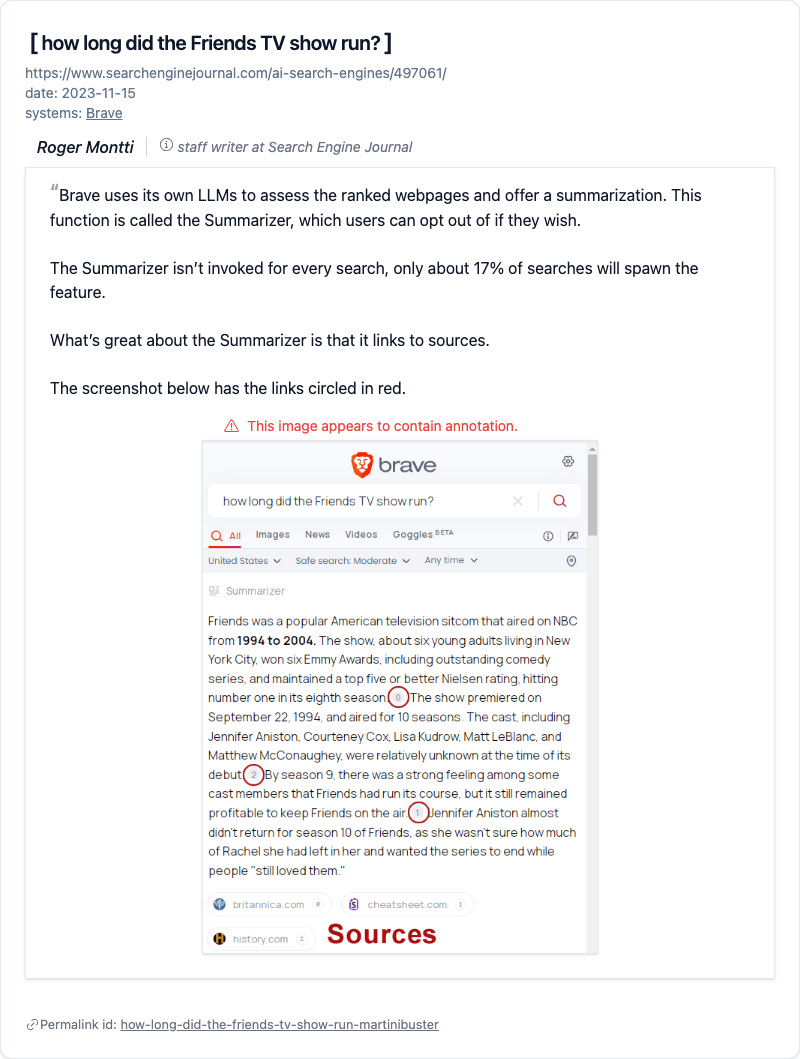 [ how long did the Friends TV show run? ]
https://www.searchenginejournal.com/ai-search-engines/497061/
date: 2023-11-15
systems: Brave
Roger Montti
staff writer at Search Engine Journal
“Brave uses its own LLMs to assess the ranked webpages and offer a summarization. This
function is called the Summarizer, which users can opt out of if they wish.
The Summarizer isn’t invoked for every search, only about 17% of searches will spawn the
feature.
What’s great about the Summarizer is that it links to sources.
The screenshot below has the links circled in red.
This image appears to contain annotation.
brave
how long did the Friends TV show run?
All Images News Videos Goggles BETA
United States Safe search: Moderate Any time
Summarizer
Friends was a popular American television sitcom that aired on NBC
from 1994 to 2004. The show, about six young adults living in New
York City, won six Emmy Awards, including outstanding comedy
series, and maintained a top five or better Nielsen rating, hitting
number one in its eighth season. 0 The show premiered on
September 22, 1994, and aired for 10 seasons. The cast, including
Jennifer Aniston, Courteney Cox, Lisa Kudrow, Matt LeBlanc, and
Matthew McConaughey, were relatively unknown at the time of its
debut. 2 By season 9, there was a strong feeling among some
cast members that Friends had run its course, but it still remained
profitable to keep Friends on the air. 1 Jennifer Aniston almost
didn't return for season 10 of Friends, as she wasn't sure how much
of Rachel she had left in her and wanted the series to end while
people "still loved them."
britannica.com 0 cheatsheet.com 1
history.com 2 Sources
Permalink id: how-long-did-the-friends-tv-show-run-martinibuster